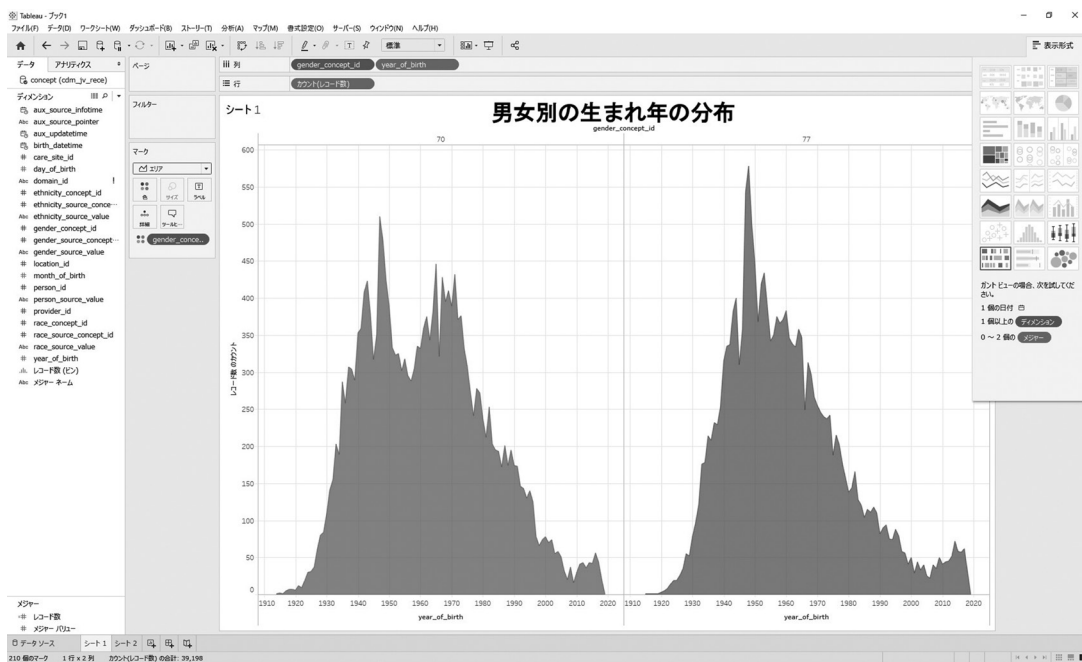 Tableau - ブック1
ファイル(F) データ(D) ワークシート(W) ダッシュボード(B) ストーリー(T) 分析(A) マップ(M) 書式設定(O) サーバー(S) ウィンドウ(N) ヘルプ(H)
標準
表示形式
データ アナリティクス
concept (cdm_jv_rece)
ディメンション
aux_source_infotime
Abc aux_source_pointer
aux_updatetime
birth_datetime
# care_site_id
# day_of_birth
Abc domain_id !
# ethnicity_concept_id
# ethnicity_source_conce…
Abc ethnicity_source_value
# gender_concept_id
# gender_source_concept…
Abc gender_source_value
# location_id
# month_of_birth
# person_id
Abc person_source_value
# provider_id
# race_concept_id
# race_source_concept_id
Abc race_source_value
# year_of_birth
レコード数 (ビン)
Abc メジャー ネーム
メジャー
# レコード数
# メジャー バリュー
ページ
フィルター
マーク
エリア
色 サイズ ラベル
詳細 ツールヒ…
gender_conce..
列 gender_concept_id year_of_birth
行 カウント(レコード数)
シート1
男女別の生まれ年の分布
gender_concept_id
70 77
レコード数 のカウント
600
550
500
450
400
350
300
250
200
150
100
50
0
1910 1920 1930 1940 1950 1960 1970 1980 1990 2000 2010 2020 1910 1920 1930 1940 1950 1960 1970 1980 1990 2000 2010 2020
year_of_birth year_of_birth
ガントビューの場合、次を試してくだ
さい。
1 個の日付
1 個以上の ディメンション
0 ～ 2 個の メジャー
データ ソース シート 1 シート 2
210 個のマーク 1 行 x 2 列 カウント(レコード数) の合計: 39,198